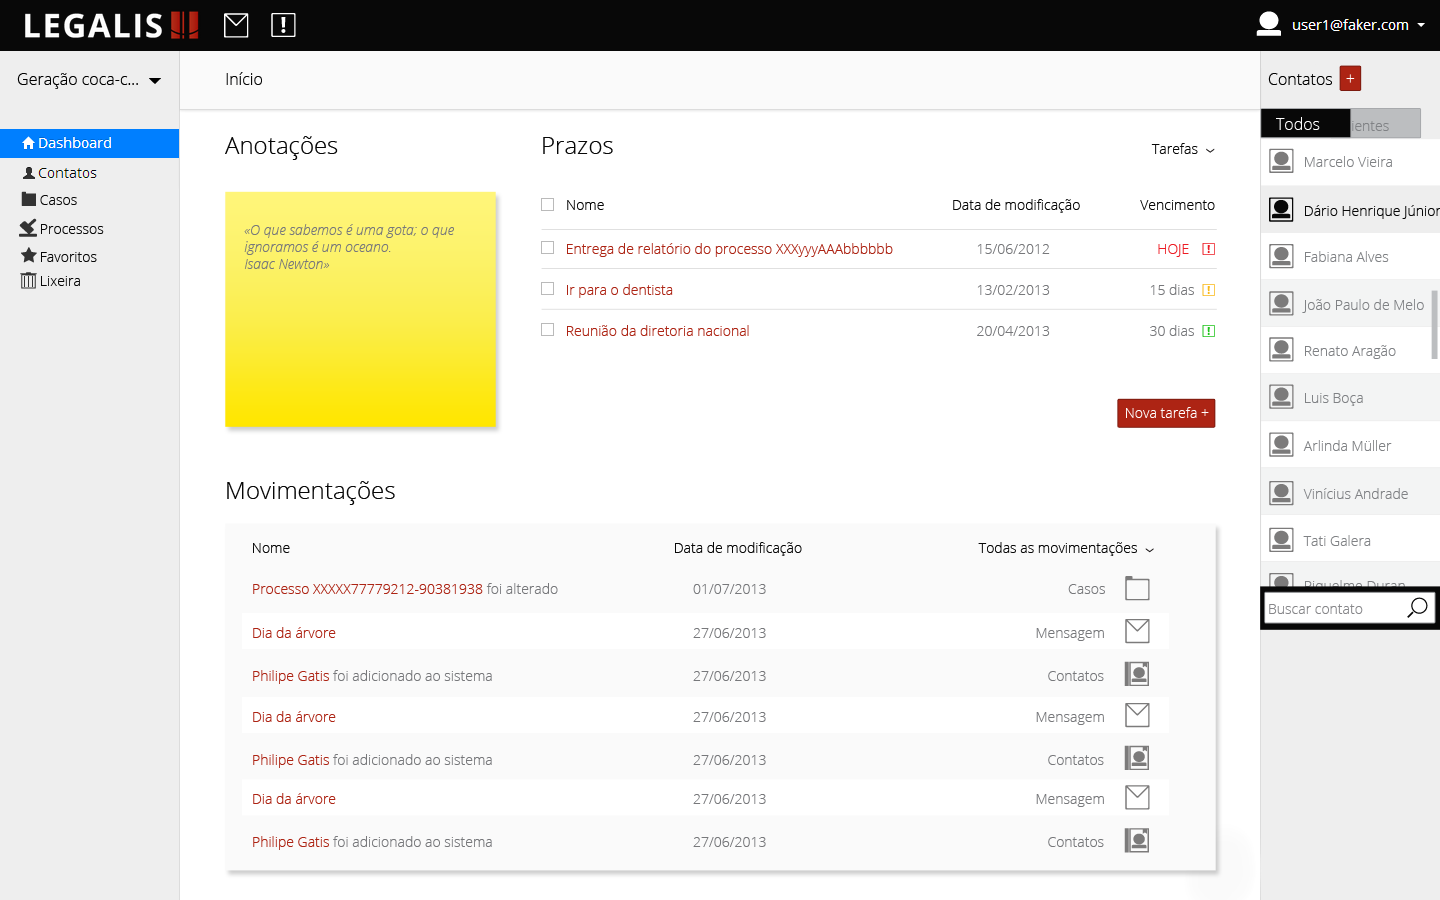 LEGALIS
user1@faker.com
Geração coca-c...
Dashboard
Contatos
Casos
Processos
Favoritos
Lixeira
Início
Anotações
«O que sabemos é uma gota; o que
ignoramos é um oceano.
Isaac Newton»
Prazos
Tarefas
Nome Data de modificação Vencimento
Entrega de relatório do processo XXXyyyAAAbbbbbb 15/06/2012 HOJE
Ir para o dentista 13/02/2013 15 dias
Reunião da diretoria nacional 20/04/2013 30 dias
Nova tarefa +
Movimentações
Nome Data de modificação Todas as movimentações
Processo XXXXX77779212-90381938 foi alterado 01/07/2013 Casos
Dia da árvore 27/06/2013 Mensagem
Philipe Gatis foi adicionado ao sistema 27/06/2013 Contatos
Dia da árvore 27/06/2013 Mensagem
Philipe Gatis foi adicionado ao sistema 27/06/2013 Contatos
Dia da árvore 27/06/2013 Mensagem
Philipe Gatis foi adicionado ao sistema 27/06/2013 Contatos
Contatos +
Todos
Marcelo Vieira
Dário Henrique Júnior
Fabiana Alves
João Paulo de Melo
Renato Aragão
Luis Boça
Arlinda Müller
Vinícius Andrade
Tati Galera
Riquelme Duran
Buscar contato